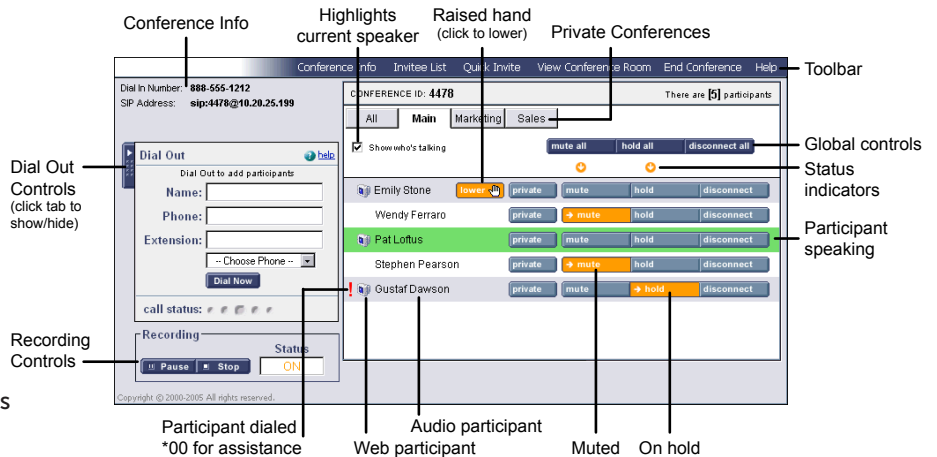 Conference Info
Highlights
current speaker
Raised hand
(click to lower)
Private Conferences
Conference Info Invitee List Quick Invite View Conference Room End Conference Help
Toolbar
Dial In Number: 888-555-1212
SIP Address: sip:4478@10.20.25.199
CONFERENCE ID: 4478
There are [5] participants
All Main Marketing Sales
Show who's talking
mute all hold all disconnect all
Global controls
Status
indicators
Dial Out
Controls
(click tab to
show/hide)
Dial Out
help
Dial Out to add participants
Name:
Phone:
Extension:
-- Choose Phone --
Dial Now
call status:
Emily Stone lower private mute hold disconnect
Wendy Ferraro private mute hold disconnect
Pat Loftus private mute hold disconnect
Participant
speaking
Stephen Pearson private mute hold disconnect
! Gustaf Dawson private mute hold disconnect
Recording
Controls
Recording
Status
Pause Stop ON
Copyright © 2000-2005 All rights reserved.
s
Participant dialed
*00 for assistance
Web participant
Audio participant
Muted
On hold